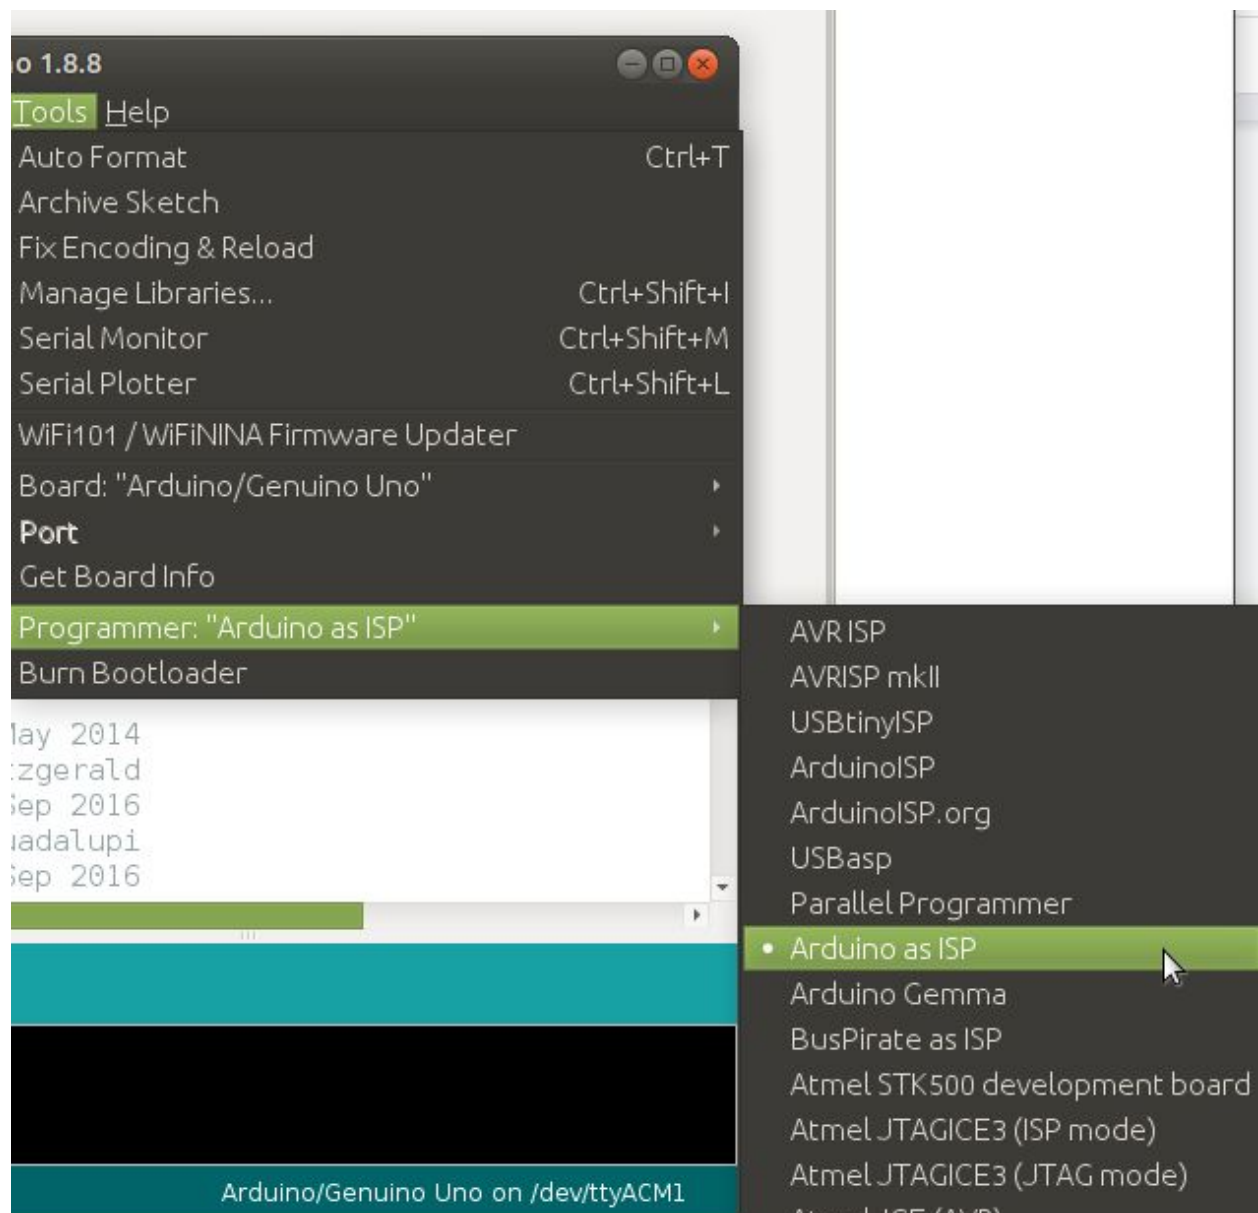 o 1.8.8
Tools Help
Auto Format Ctrl+T
Archive Sketch
Fix Encoding & Reload
Manage Libraries... Ctrl+Shift+I
Serial Monitor Ctrl+Shift+M
Serial Plotter Ctrl+Shift+L
WiFi101 / WiFiNINA Firmware Updater
Board: "Arduino/Genuino Uno"
Port
Get Board Info
Programmer: "Arduino as ISP"
Burn Bootloader
AVR ISP
AVRISP mkII
USBtinyISP
ArduinoISP
ArduinoISP.org
USBasp
Parallel Programmer
Arduino as ISP
Arduino Gemma
BusPirate as ISP
Atmel STK500 development board
Atmel JTAGICE3 (ISP mode)
Atmel JTAGICE3 (JTAG mode)
May 2014
tzgerald
Sep 2016
uadalupi
Sep 2016
Arduino/Genuino Uno on /dev/ttyACM1